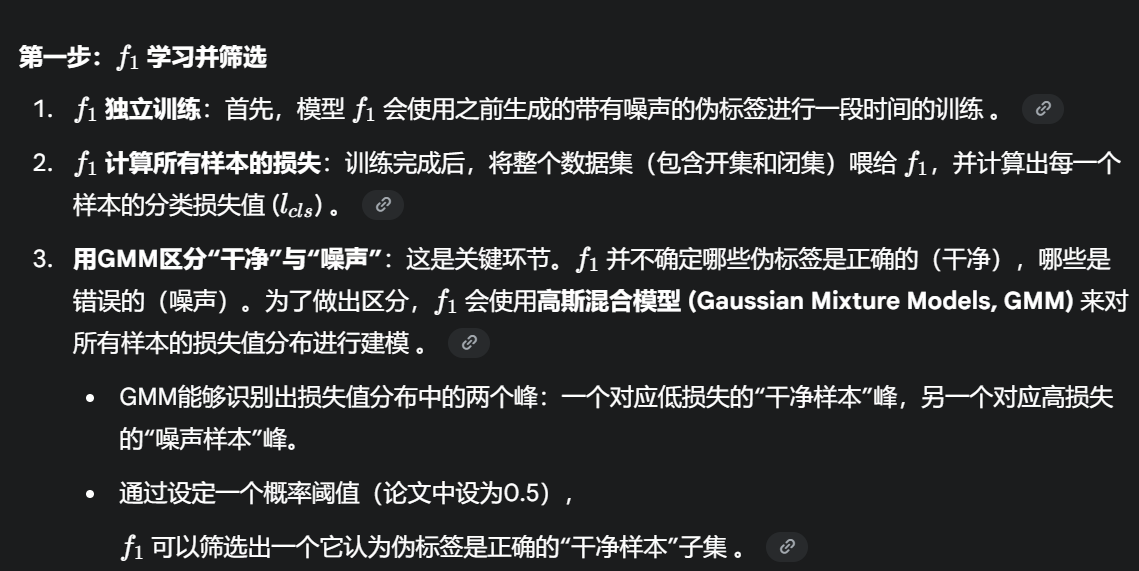 第一步：f1 学习并筛选
1. f1 独立训练：首先，模型 f1 会使用之前生成的带有噪声的伪标签进行一段时间的训练 。
2. f1 计算所有样本的损失：训练完成后，将整个数据集（包含开集和闭集）喂给 f1，并计算出每一个
样本的分类损失值 (lcls) 。
3. 用GMM区分“干净”与“噪声”：这是关键环节。f1 并不确定哪些伪标签是正确的（干净），哪些是
错误的（噪声）。为了做出区分，f1 会使用高斯混合模型 (Gaussian Mixture Models, GMM) 来对
所有样本的损失值分布进行建模 。
• GMM能够识别出损失值分布中的两个峰：一个对应低损失的“干净样本”峰，另一个对应高损失
的“噪声样本”峰。
• 通过设定一个概率阈值（论文中设为0.5），
f1 可以筛选出一个它认为伪标签是正确的“干净样本”子集 。